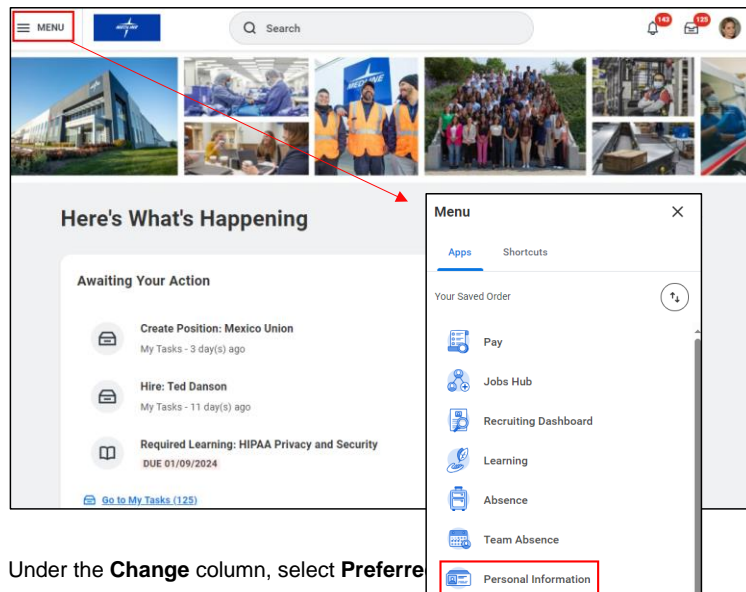 MENU
MEDLINE
Search
143
125
MEDLINE
Here's What's Happening
Awaiting Your Action
Create Position: Mexico Union
My Tasks - 3 day(s) ago
Hire: Ted Danson
My Tasks - 11 day(s) ago
Required Learning: HIPAA Privacy and Security
DUE 01/09/2024
Go to My Tasks (125)
Menu
Apps
Shortcuts
Your Saved Order
Pay
Jobs Hub
Recruiting Dashboard
Learning
Absence
Team Absence
Personal Information
Under the Change column, select Preferre